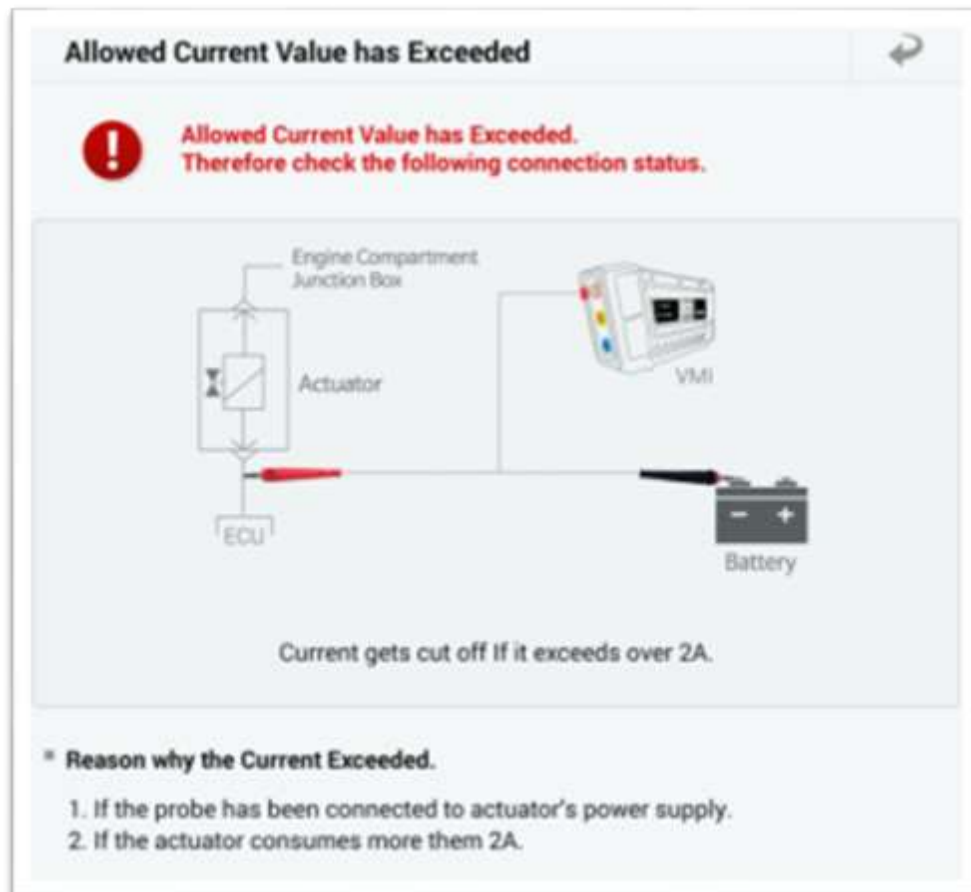 Allowed Current Value has Exceeded
Allowed Current Value has Exceeded.
Therefore check the following connection status.
Engine Compartment
Junction Box
Actuator
VMI
ECU
Battery
Current gets cut off If it exceeds over 2A.
Reason why the Current Exceeded.
1. If the probe has been connected to actuator's power supply.
2. If the actuator consumes more them 2A.